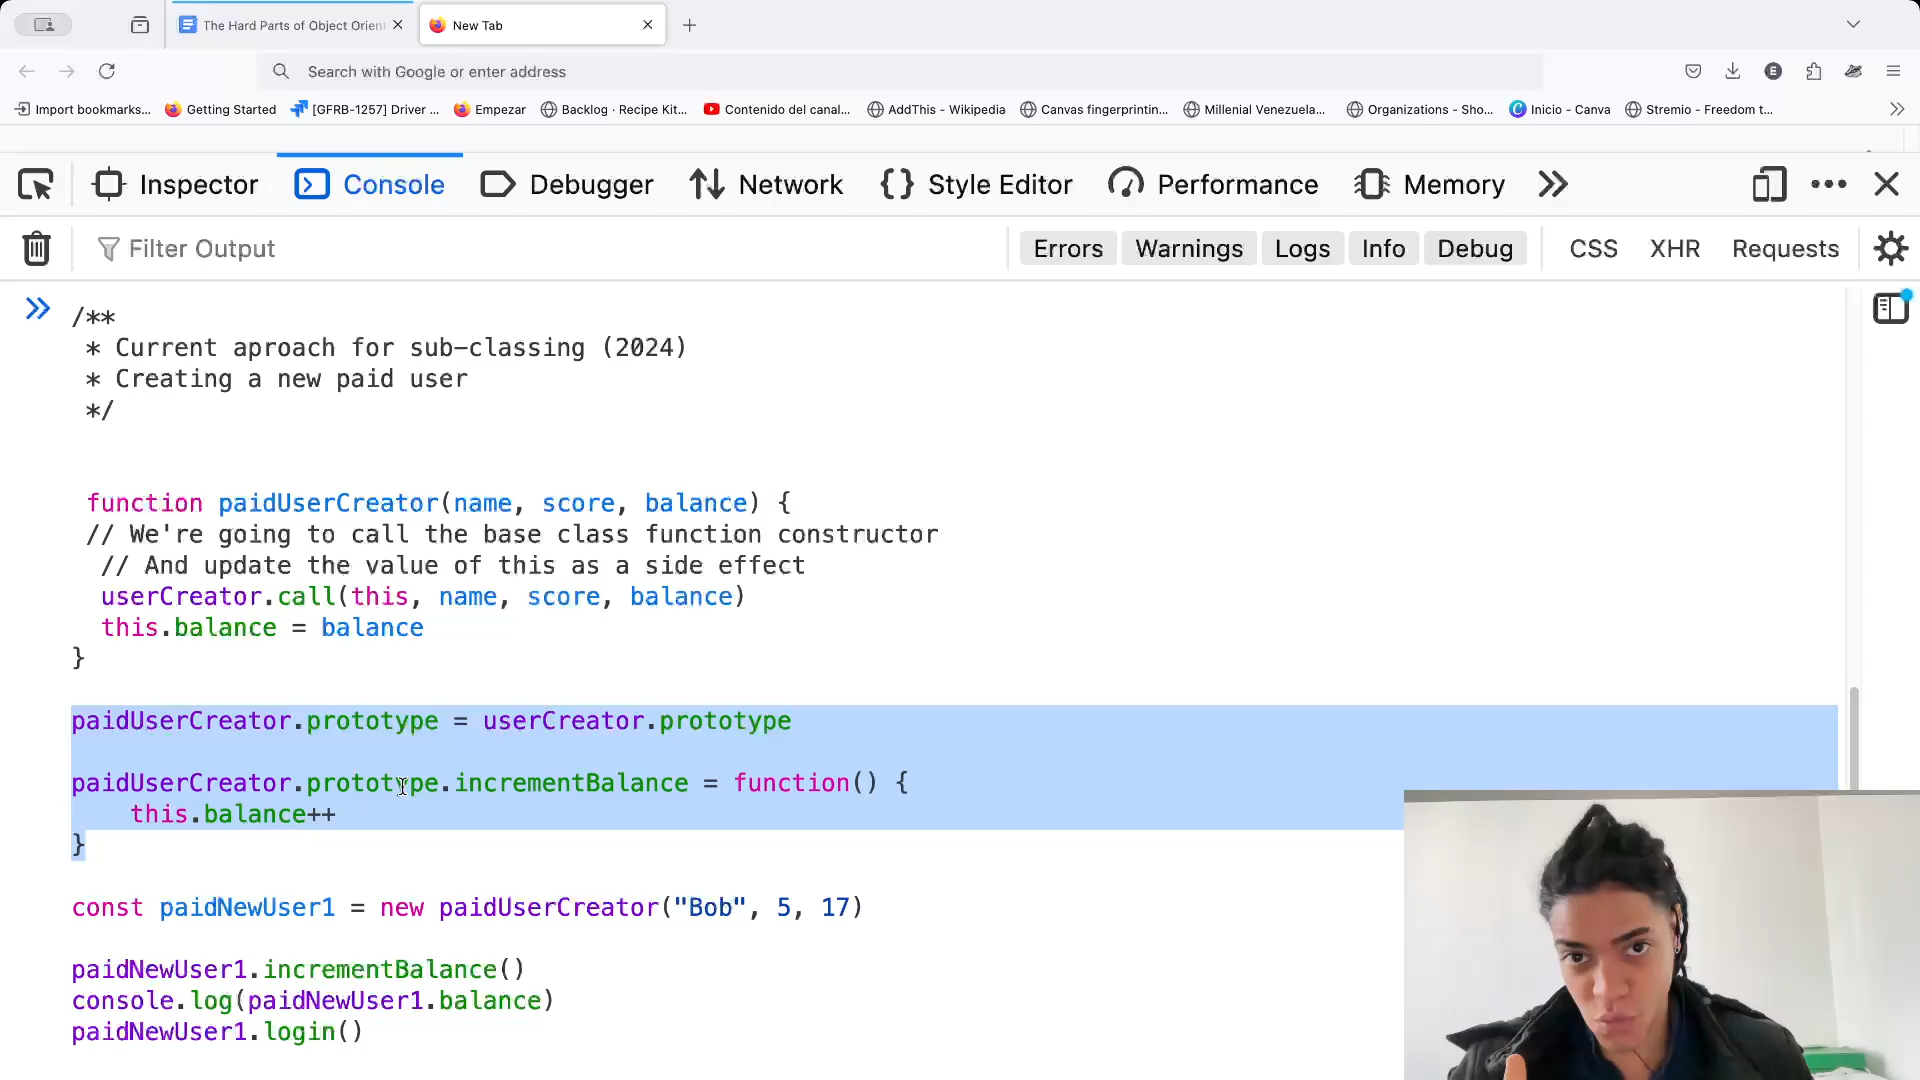 The Hard Parts of Object Orient
New Tab
Search with Google or enter address
E
Import bookmarks...
Getting Started
[GFRB-1257] Driver ...
Empezar
Backlog · Recipe Kit...
Contenido del canal...
AddThis - Wikipedia
Canvas fingerprintin...
Millenial Venezuela...
Organizations - Sho...
Inicio - Canva
Stremio - Freedom t...
Inspector
Console
Debugger
Network
Style Editor
Performance
Memory
Filter Output
Errors
Warnings
Logs
Info
Debug
CSS
XHR
Requests
/**
* Current aproach for sub-classing (2024)
* Creating a new paid user
*/
function paidUserCreator(name, score, balance) {
// We're going to call the base class function constructor
// And update the value of this as a side effect
userCreator.call(this, name, score, balance)
this.balance = balance
}
paidUserCreator.prototype = userCreator.prototype
paidUserCreator.prototype.incrementBalance = function() {
this.balance++
}
const paidNewUser1 = new paidUserCreator("Bob", 5, 17)
paidNewUser1.incrementBalance()
console.log(paidNewUser1.balance)
paidNewUser1.login()